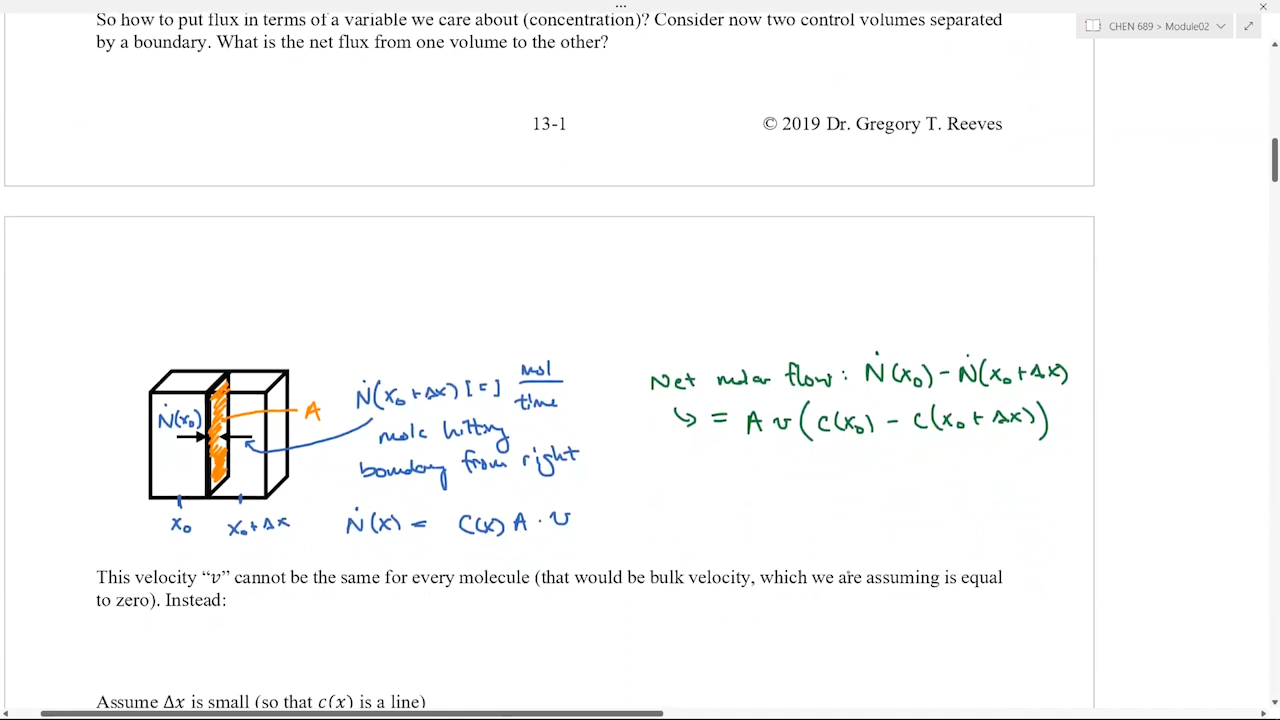 So how to put flux in terms of a variable we care about (concentration)? Consider now two control volumes separated
by a boundary. What is the net flux from one volume to the other?
CHEN 689 > Module02
13-1
© 2019 Dr. Gregory T. Reeves
Ṅ(x₀)
A
x₀
x₀+Δx
Ṅ(x₀+Δx) [=] mol/time
mole hitting
boundary from right
Ṅ(x) = C(x) A · v
Net molar flow: Ṅ(x₀) - Ṅ(x₀+Δx)
↳ = A v (C(x₀) - C(x₀+Δx))
This velocity “v” cannot be the same for every molecule (that would be bulk velocity, which we are assuming is equal
to zero). Instead:
Assume Δx is small (so that c(x) is a line)